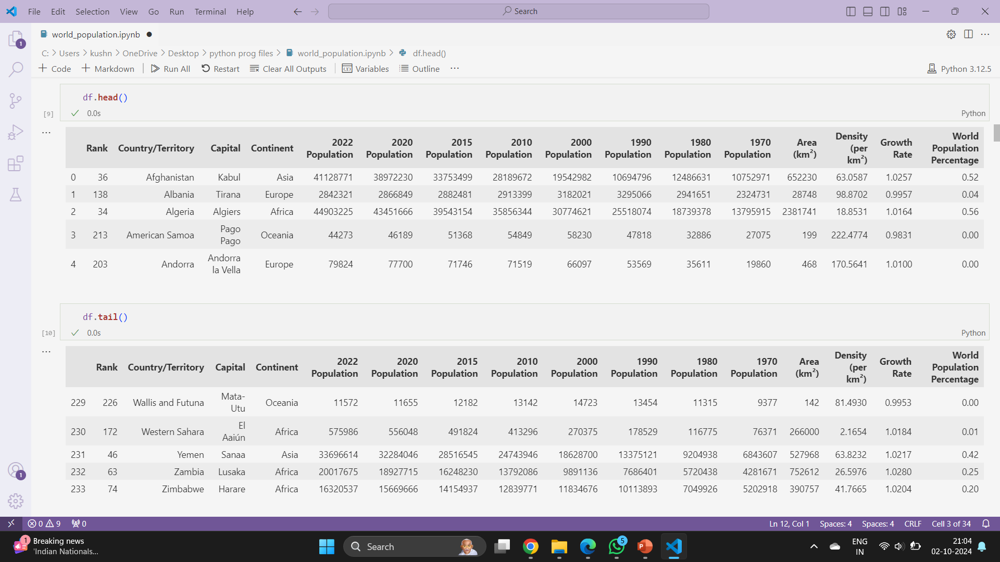 File Edit Selection View Go Run Terminal Help Search
1
world_population.ipynb
C: > Users > kushn > OneDrive > Desktop > python prog files > world_population.ipynb > df.head()
+ Code + Markdown Run All Restart Clear All Outputs Variables Outline ... Python 3.12.5
df.head()
[9] 0.0s Python
...
Rank Country/Territory Capital Continent 2022 Population 2020 Population 2015 Population 2010 Population 2000 Population 1990 Population 1980 Population 1970 Population Area (km²) Density (per km²) Growth Rate World Population Percentage
0 36 Afghanistan Kabul Asia 41128771 38972230 33753499 28189672 19542982 10694796 12486631 10752971 652230 63.0587 1.0257 0.52
1 138 Albania Tirana Europe 2842321 2866849 2882481 2913399 3182021 3295066 2941651 2324731 28748 98.8702 0.9957 0.04
2 34 Algeria Algiers Africa 44903225 43451666 39543154 35856344 30774621 25518074 18739378 13795915 2381741 18.8531 1.0164 0.56
3 213 American Samoa Pago Pago Oceania 44273 46189 51368 54849 58230 47818 32886 27075 199 222.4774 0.9831 0.00
4 203 Andorra Andorra la Vella Europe 79824 77700 71746 71519 66097 53569 35611 19860 468 170.5641 1.0100 0.00
df.tail()
[10] 0.0s Python
...
Rank Country/Territory Capital Continent 2022 Population 2020 Population 2015 Population 2010 Population 2000 Population 1990 Population 1980 Population 1970 Population Area (km²) Density (per km²) Growth Rate World Population Percentage
229 226 Wallis and Futuna Mata-Utu Oceania 11572 11655 12182 13142 14723 13454 11315 9377 142 81.4930 0.9953 0.00
230 172 Western Sahara El Aaiún Africa 575986 556048 491824 413296 270375 178529 116775 76371 266000 2.1654 1.0184 0.01
231 46 Yemen Sanaa Asia 33696614 32284046 28516545 24743946 18628700 13375121 9204938 6843607 527968 63.8232 1.0217 0.42
232 63 Zambia Lusaka Africa 20017675 18927715 16248230 13792086 9891136 7686401 5720438 4281671 752612 26.5976 1.0280 0.25
233 74 Zimbabwe Harare Africa 16320537 15669666 14154937 12839771 11834676 10113893 7049926 5202918 390757 41.7665 1.0204 0.20
1
0 9 0 Ln 12, Col 1 Spaces: 4 Spaces: 4 CRLF Cell 3 of 34
1 Breaking news
'Indian Nationals...
Search
5
ENG
IN
21:04
02-10-2024